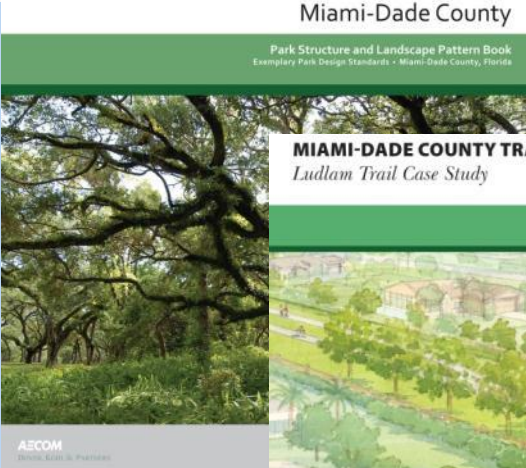 Miami-Dade County
Park Structure and Landscape Pattern Book
Exemplary Park Design Standards • Miami-Dade County, Florida
MIAMI-DADE COUNTY TRA
Ludlam Trail Case Study
AECOM